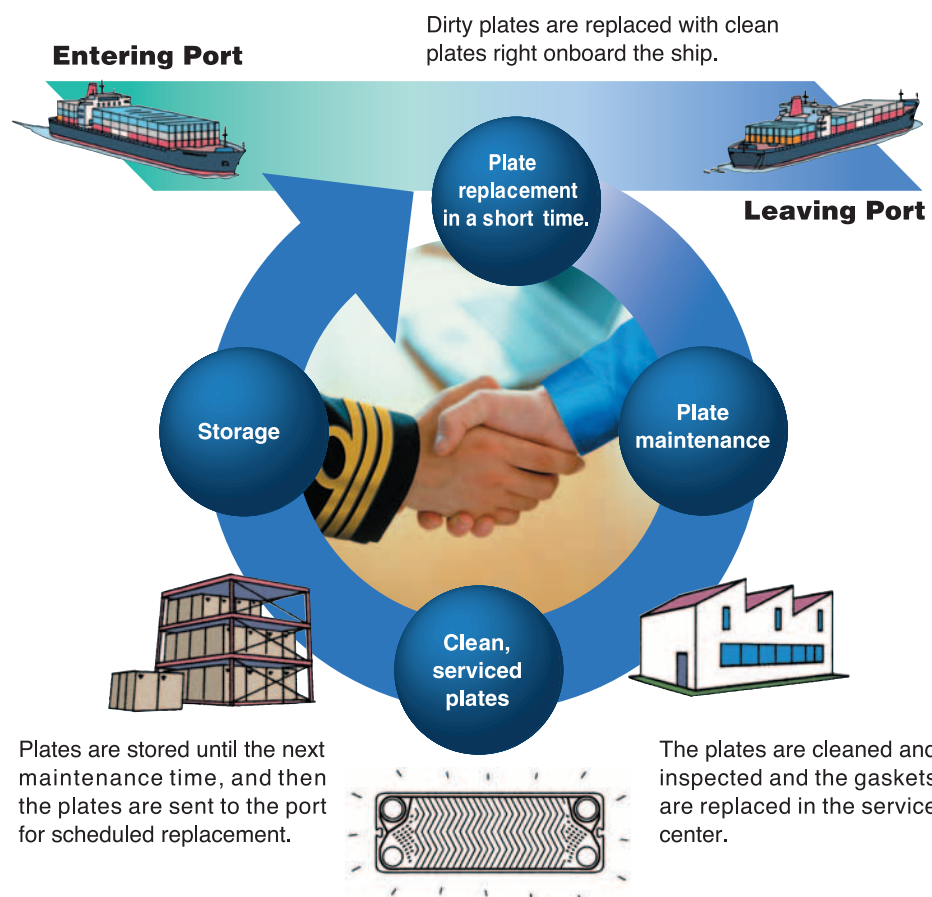 Dirty plates are replaced with clean
plates right onboard the ship.
Entering Port
Leaving Port
Plate
replacement
in a short time.
Plate
maintenance
Storage
Clean,
serviced
plates
Plates are stored until the next
maintenance time, and then
the plates are sent to the port
for scheduled replacement.
The plates are cleaned and
inspected and the gaskets
are replaced in the service
center.